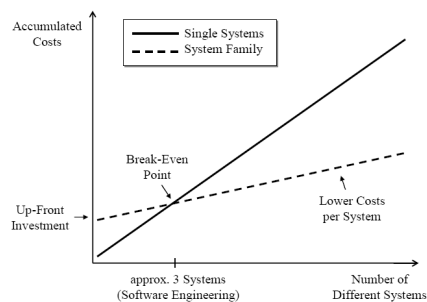 Accumulated
Costs
Single Systems
System Family
Break-Even
Point
Up-Front
Investment
Lower Costs
per System
approx. 3 Systems
(Software Engineering)
Number of
Different Systems